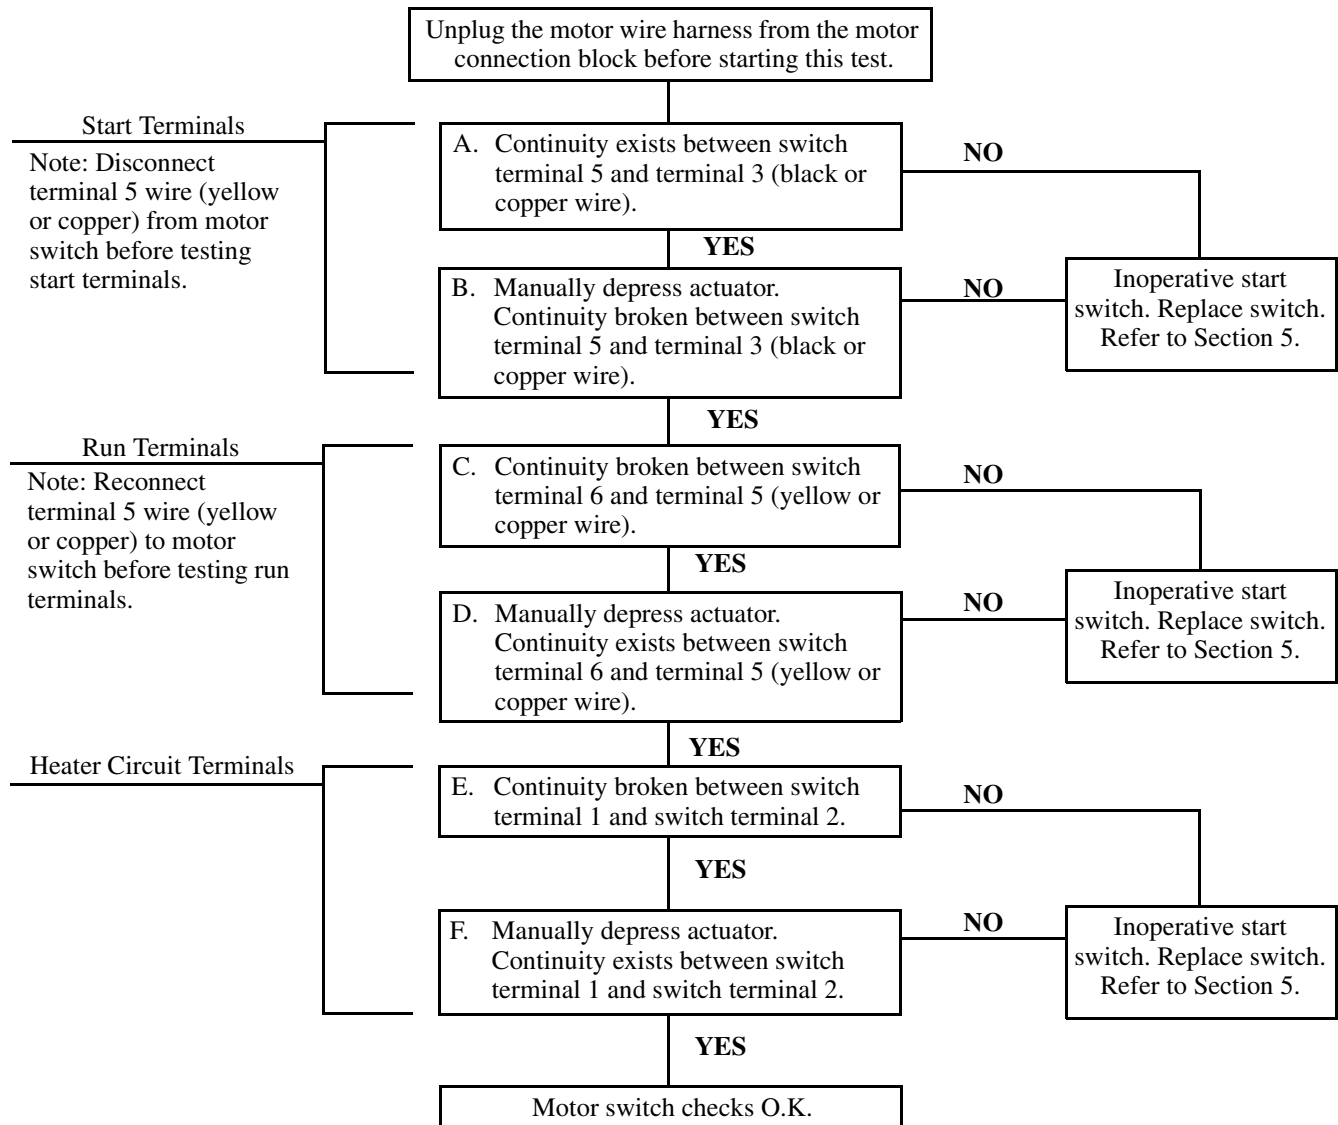 Unplug the motor wire harness from the motor
connection block before starting this test.
Start Terminals
Note: Disconnect
terminal 5 wire (yellow
or copper) from motor
switch before testing
start terminals.
A. Continuity exists between switch
terminal 5 and terminal 3 (black or
copper wire).
NO
YES
B. Manually depress actuator.
Continuity broken between switch
terminal 5 and terminal 3 (black or
copper wire).
NO
Inoperative start
switch. Replace switch.
Refer to Section 5.
YES
Run Terminals
Note: Reconnect
terminal 5 wire (yellow
or copper) to motor
switch before testing run
terminals.
C. Continuity broken between switch
terminal 6 and terminal 5 (yellow or
copper wire).
NO
YES
D. Manually depress actuator.
Continuity exists between switch
terminal 6 and terminal 5 (yellow or
copper wire).
NO
Inoperative start
switch. Replace switch.
Refer to Section 5.
YES
Heater Circuit Terminals
E. Continuity broken between switch
terminal 1 and switch terminal 2.
NO
YES
F. Manually depress actuator.
Continuity exists between switch
terminal 1 and switch terminal 2.
NO
Inoperative start
switch. Replace switch.
Refer to Section 5.
YES
Motor switch checks O.K.